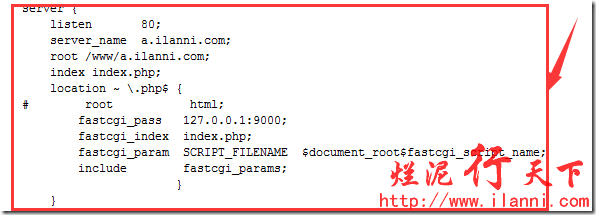 server {
listen 80;
server_name a.ilanni.com;
root /www/a.ilanni.com;
index index.php;
location ~ \.php$ {
# root html;
fastcgi_pass 127.0.0.1:9000;
fastcgi_index index.php;
fastcgi_param SCRIPT_FILENAME $document_root$fastcgi_script_name;
include fastcgi_params;
}
}
烂泥行天下
http://www.ilanni.com